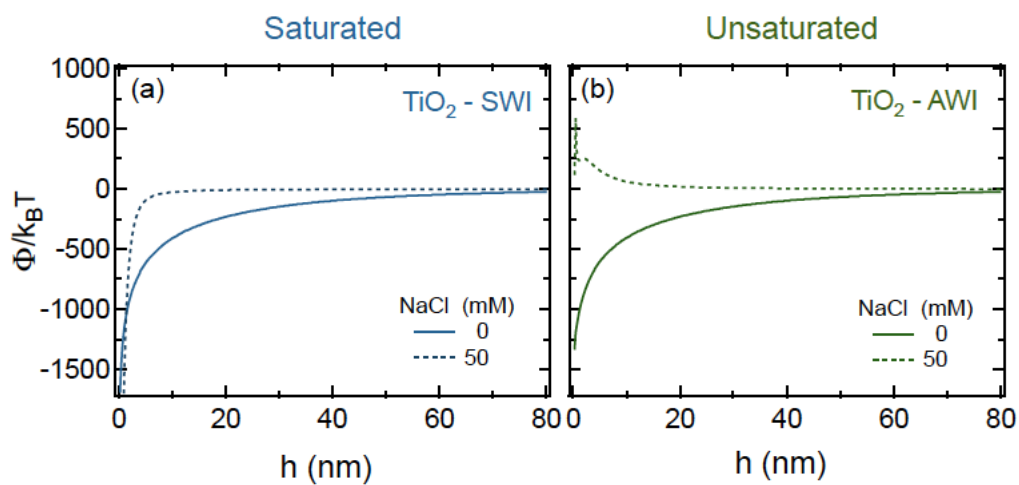 Saturated
Unsaturated
(a)
TiO₂ - SWI
(b)
TiO₂ - AWI
1000
500
0
-500
-1000
-1500
Φ/k_BT
NaCl (mM)
0
50
NaCl (mM)
0
50
0 20 40 60 80
0 20 40 60 80
h (nm)
h (nm)